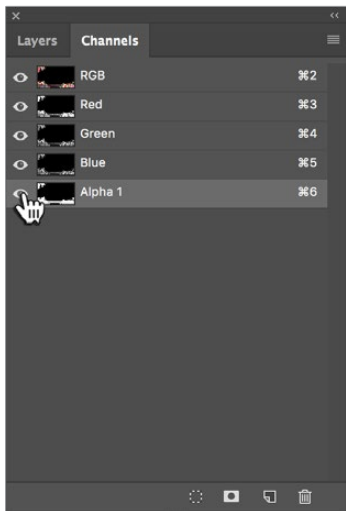 Layers Channels
RGB ⌘2
Red ⌘3
Green ⌘4
Blue ⌘5
Alpha 1 ⌘6